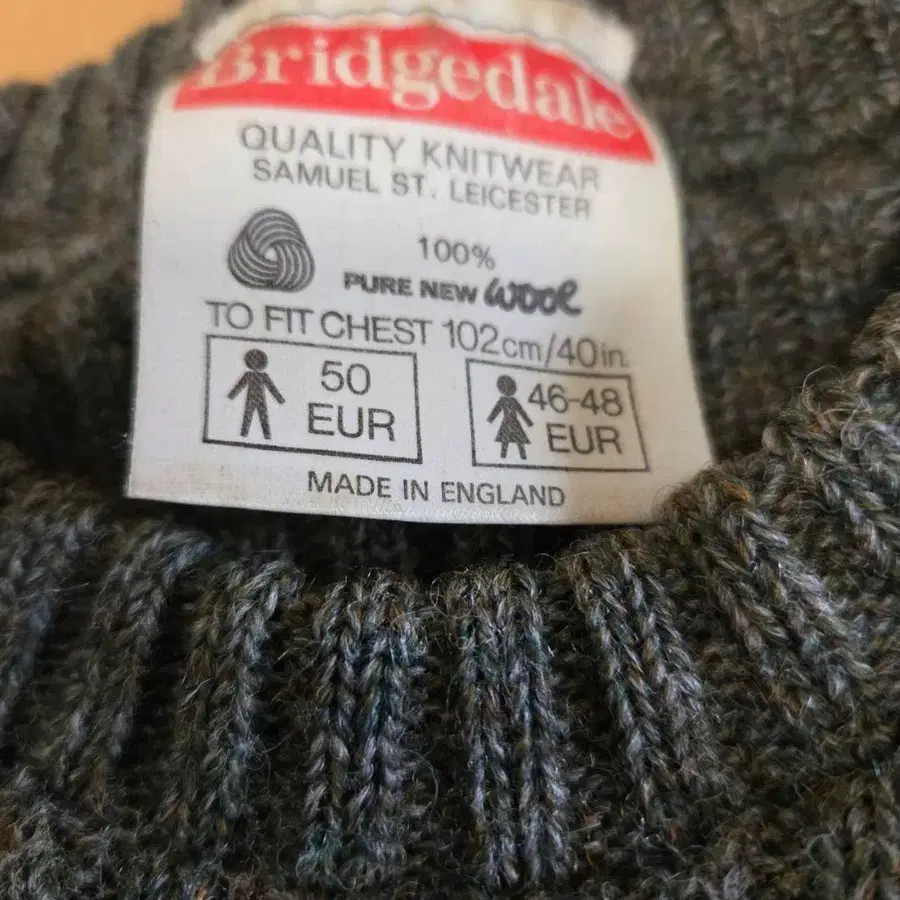 Bridgedale
QUALITY KNITWEAR
SAMUEL ST. LEICESTER
100%
PURE NEW WOOL
TO FIT CHEST 102cm/40in.
50
EUR
46-48
EUR
MADE IN ENGLAND